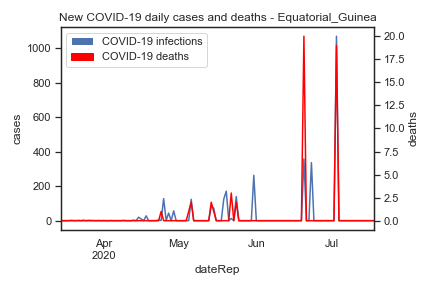 New COVID-19 daily cases and deaths - Equatorial_Guinea
COVID-19 infections
COVID-19 deaths
1000
800
600
400
200
0
cases
20.0
17.5
15.0
12.5
10.0
7.5
5.0
2.5
0.0
deaths
Apr
2020
May
Jun
Jul
dateRep